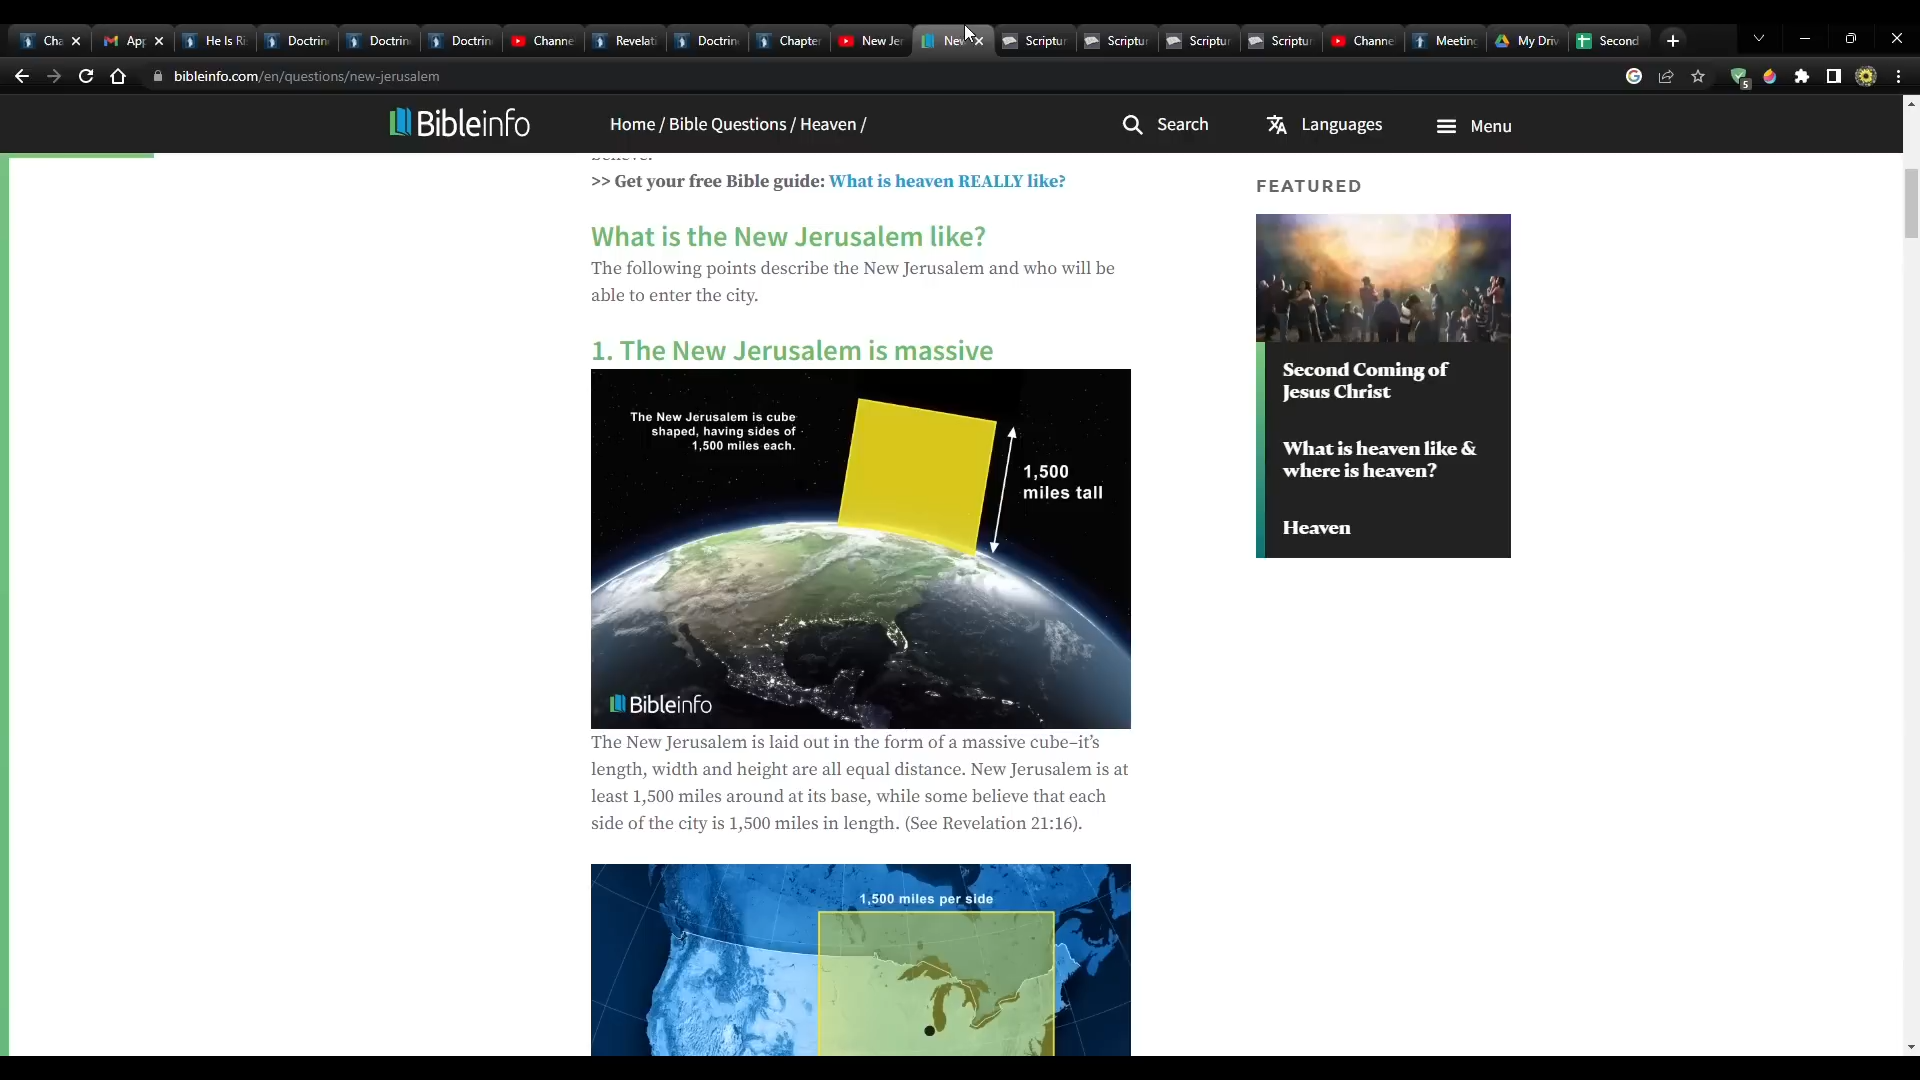 Cha
App
He Is Ri
Doctrin
Doctrin
Doctrin
Channe
Revelati
Doctrin
Chapter
New Jer
New
Scriptur
Scriptur
Scriptur
Scriptur
Channe
Meeting
My Driv
Second
bibleinfo.com/en/questions/new-jerusalem
5
Bibleinfo
Home / Bible Questions / Heaven /
Search
Languages
Menu
>> Get your free Bible guide: What is heaven REALLY like?
What is the New Jerusalem like?
The following points describe the New Jerusalem and who will be
able to enter the city.
1. The New Jerusalem is massive
The New Jerusalem is cube
shaped, having sides of
1,500 miles each.
1,500
miles tall
Bibleinfo
The New Jerusalem is laid out in the form of a massive cube–it’s
length, width and height are all equal distance. New Jerusalem is at
least 1,500 miles around at its base, while some believe that each
side of the city is 1,500 miles in length. (See Revelation 21:16).
1,500 miles per side
FEATURED
Second Coming of
Jesus Christ
What is heaven like &
where is heaven?
Heaven